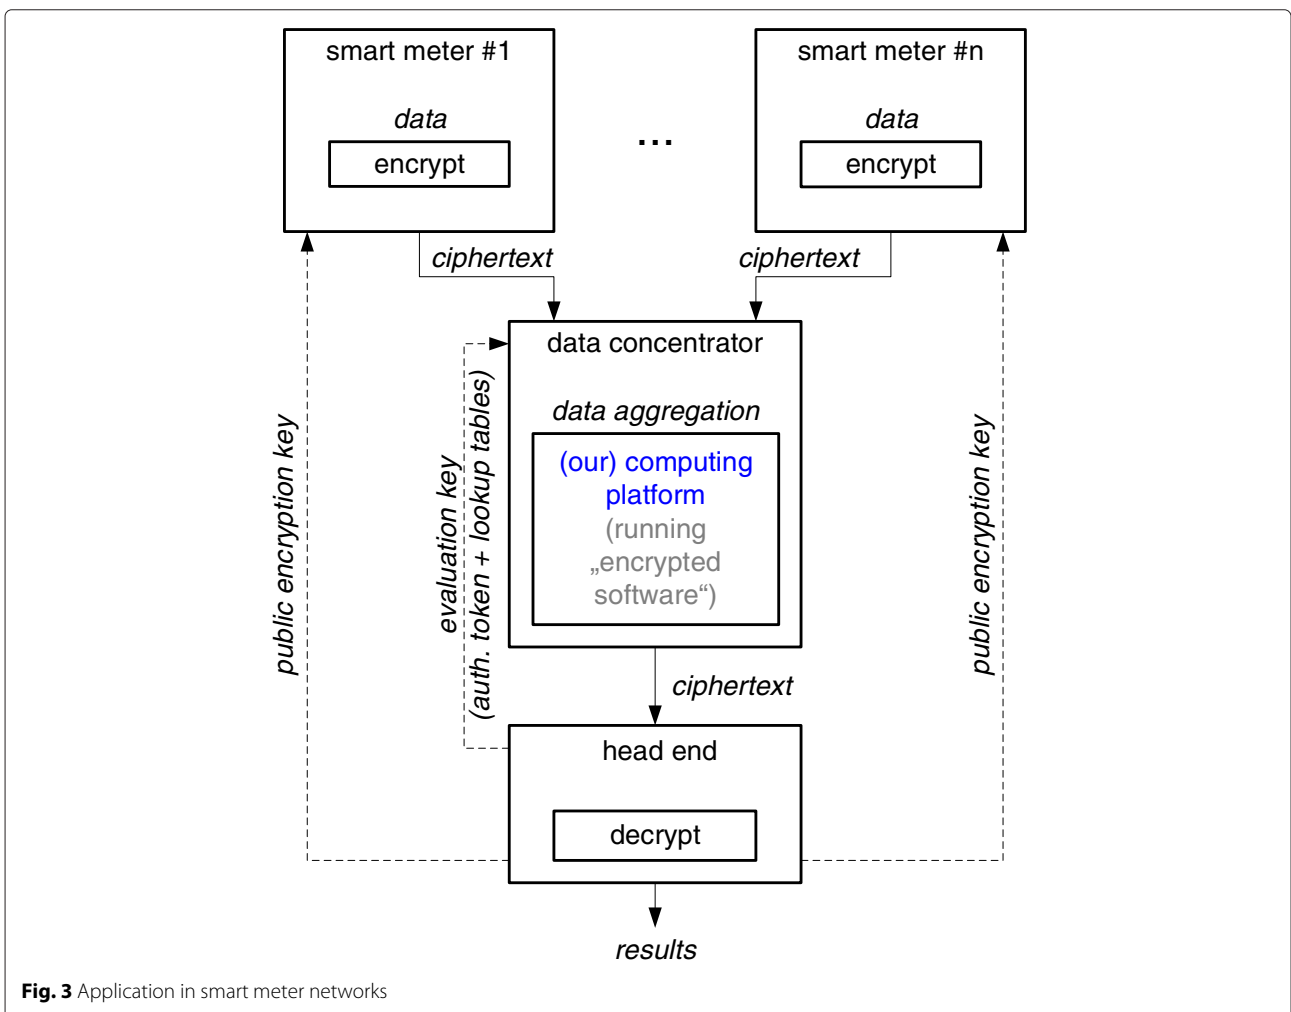 smart meter #1
smart meter #n
data
data
...
encrypt
encrypt
ciphertext
ciphertext
data concentrator
data aggregation
(our) computing
platform
(running
„encrypted
software“)
public encryption key
evaluation key
(auth. token + lookup tables)
public encryption key
ciphertext
head end
decrypt
results
Fig. 3 Application in smart meter networks